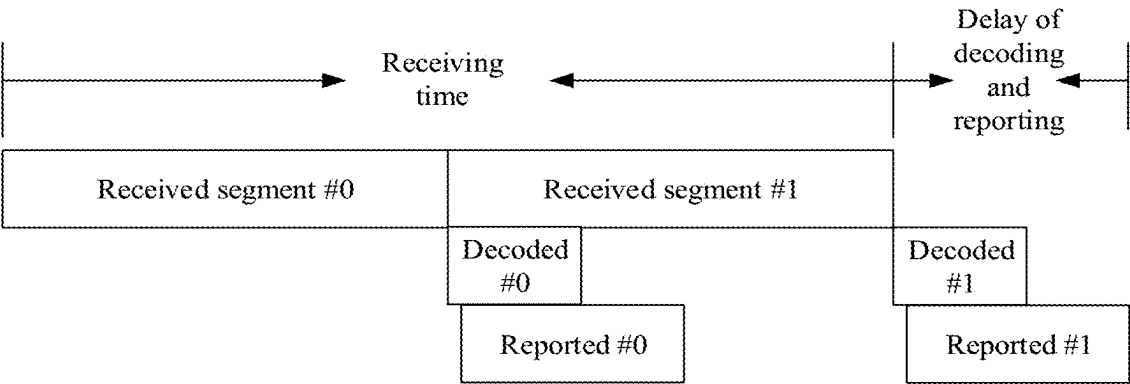 Receiving
time
Delay of
decoding
and
reporting
Received segment #0
Received segment #1
Decoded
#0
Decoded
#1
Reported #0
Reported #1